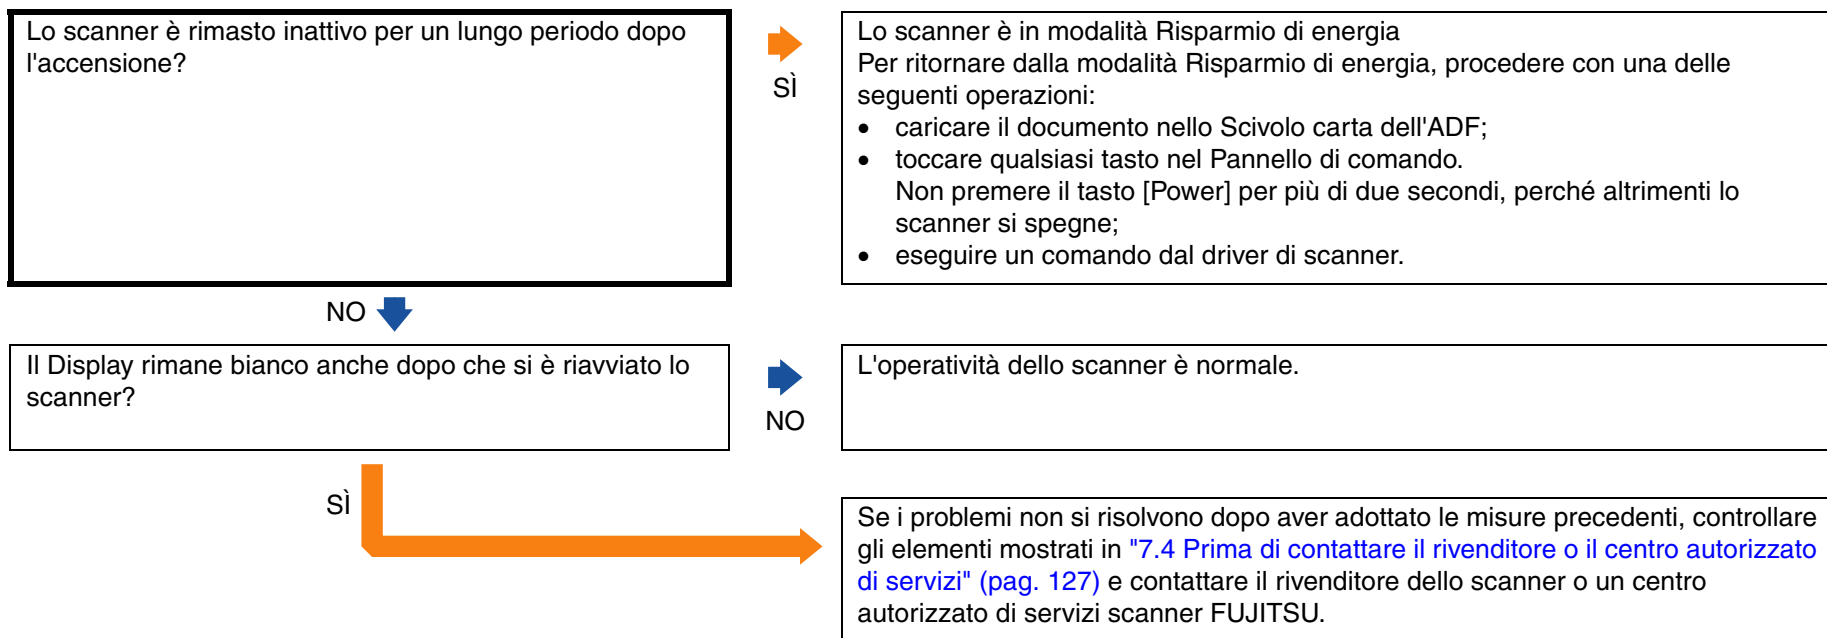 Lo scanner è rimasto inattivo per un lungo periodo dopo
l'accensione?
SÌ
Lo scanner è in modalità Risparmio di energia
Per ritornare dalla modalità Risparmio di energia, procedere con una delle
seguenti operazioni:
• caricare il documento nello Scivolo carta dell'ADF;
• toccare qualsiasi tasto nel Pannello di comando.
Non premere il tasto [Power] per più di due secondi, perché altrimenti lo
scanner si spegne;
• eseguire un comando dal driver di scanner.
NO
Il Display rimane bianco anche dopo che si è riavviato lo
scanner?
NO
L'operatività dello scanner è normale.
SÌ
Se i problemi non si risolvono dopo aver adottato le misure precedenti, controllare
gli elementi mostrati in "7.4 Prima di contattare il rivenditore o il centro autorizzato
di servizi" (pag. 127) e contattare il rivenditore dello scanner o un centro
autorizzato di servizi scanner FUJITSU.